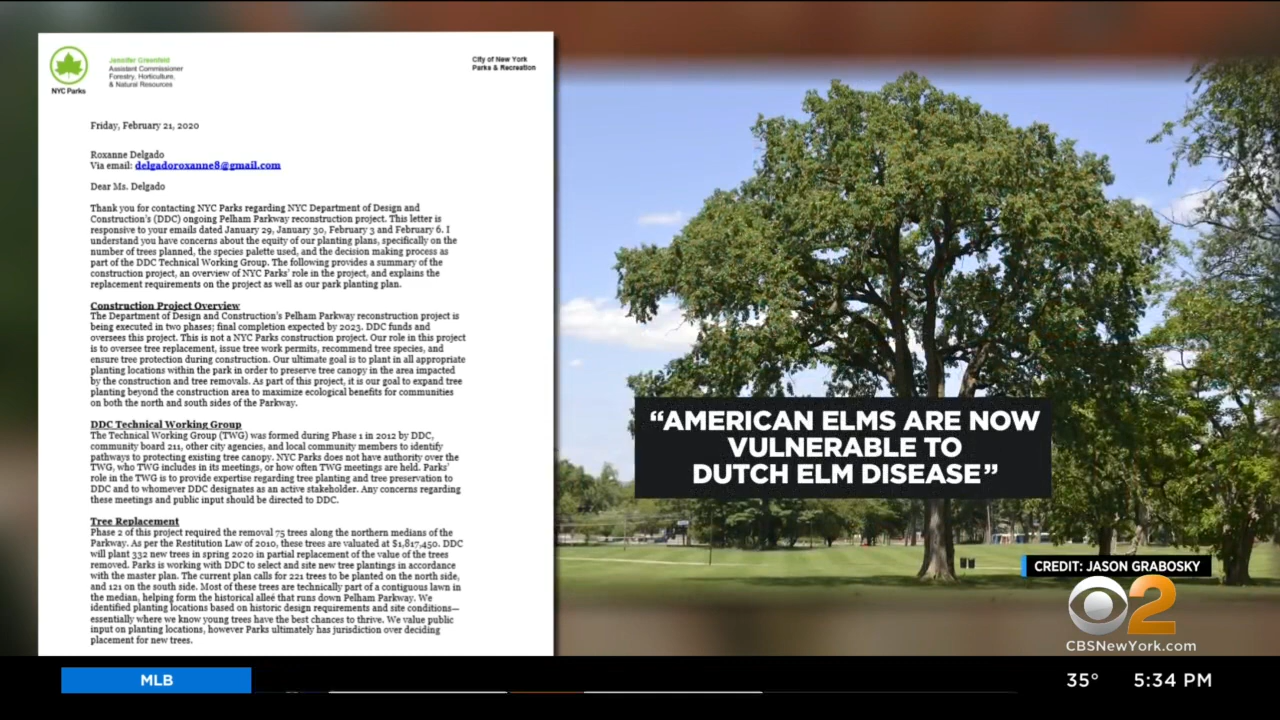 NYC Parks
Jennifer Greenfeld
Assistant Commissioner
Forestry, Horticulture,
& Natural Resources
City of New York
Parks & Recreation
Friday, February 21, 2020
Roxanne Delgado
Via email: delgadoroxanne8@gmail.com
Dear Ms. Delgado
Thank you for contacting NYC Parks regarding NYC Department of Design and
Construction's (DDC) ongoing Pelham Parkway reconstruction project. This letter is
responsive to your emails dated January 29, January 30, February 3 and February 6. I
understand you have concerns about the equity of our planting plans, specifically on the
number of trees planned, the species palette used, and the decision making process as
part of the DDC Technical Working Group. The following provides a summary of the
construction project, an overview of NYC Parks' role in the project, and explains the
replacement requirements on the project as well as our park planting plan.
Construction Project Overview
The Department of Design and Construction's Pelham Parkway reconstruction project is
being executed in two phases; final completion expected by 2023. DDC funds and
oversees this project. This is not a NYC Parks construction project. Our role in this project
is to oversee tree replacement, issue tree work permits, recommend tree species, and
ensure tree protection during construction. Our ultimate goal is to plant in all appropriate
planting locations within the park in order to preserve tree canopy in the area impacted
by the construction and tree removals. As part of this project, it is our goal to expand tree
planting beyond the construction area to maximize ecological benefits for communities
on both the north and south sides of the Parkway.
DDC Technical Working Group
The Technical Working Group (TWG) was formed during Phase 1 in 2012 by DDC,
community board 211, other city agencies, and local community members to identify
pathways to protecting existing tree canopy. NYC Parks does not have authority over the
TWG, who TWG includes in its meetings, or how often TWG meetings are held. Parks'
role in the TWG is to provide expertise regarding tree planting and tree preservation to
DDC and to whomever DDC designates as an active stakeholder. Any concerns regarding
these meetings and public input should be directed to DDC.
Tree Replacement
Phase 2 of this project required the removal 75 trees along the northern medians of the
Parkway. As per the Restitution Law of 2010, these trees are valuated at $1,817,450. DDC
will plant 332 new trees in spring 2020 in partial replacement of the value of the trees
removed. Parks is working with DDC to select and site new tree plantings in accordance
with the master plan. The current plan calls for 221 trees to be planted on the north side,
and 121 on the south side. Most of these trees are technically part of a contiguous lawn in
the median, helping form the historical alleé that runs down Pelham Parkway. We
identified planting locations based on historic design requirements and site conditions—
essentially where we know young trees have the best chances to thrive. We value public
input on planting locations, however Parks ultimately has jurisdiction over deciding
placement for new trees.
“AMERICAN ELMS ARE NOW
VULNERABLE TO
DUTCH ELM DISEASE”
CREDIT: JASON GRABOSKY
2
CBSNewYork.com
MLB
35° 5:34 PM